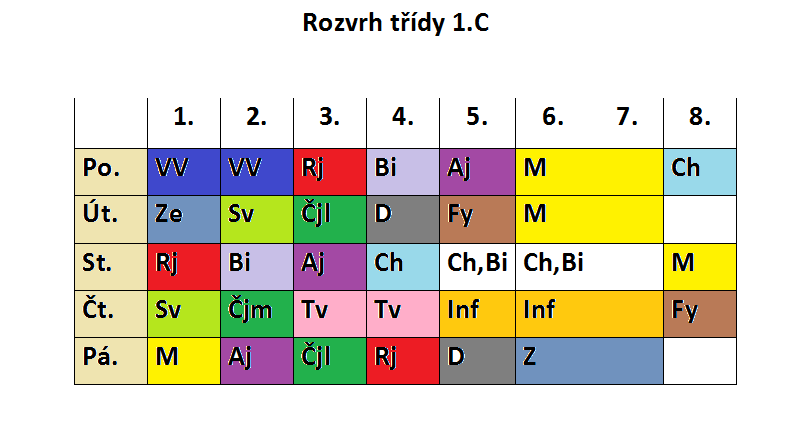 Rozvrh třídy 1.C
1. 2. 3. 4. 5. 6. 7. 8.
Po. VV VV Rj Bi Aj M Ch
Út. Ze Sv Čjl D Fy M
St. Rj Bi Aj Ch Ch,Bi Ch,Bi M
Čt. Sv Čjm Tv Tv Inf Inf Fy
Pá. M Aj Čjl Rj D Z